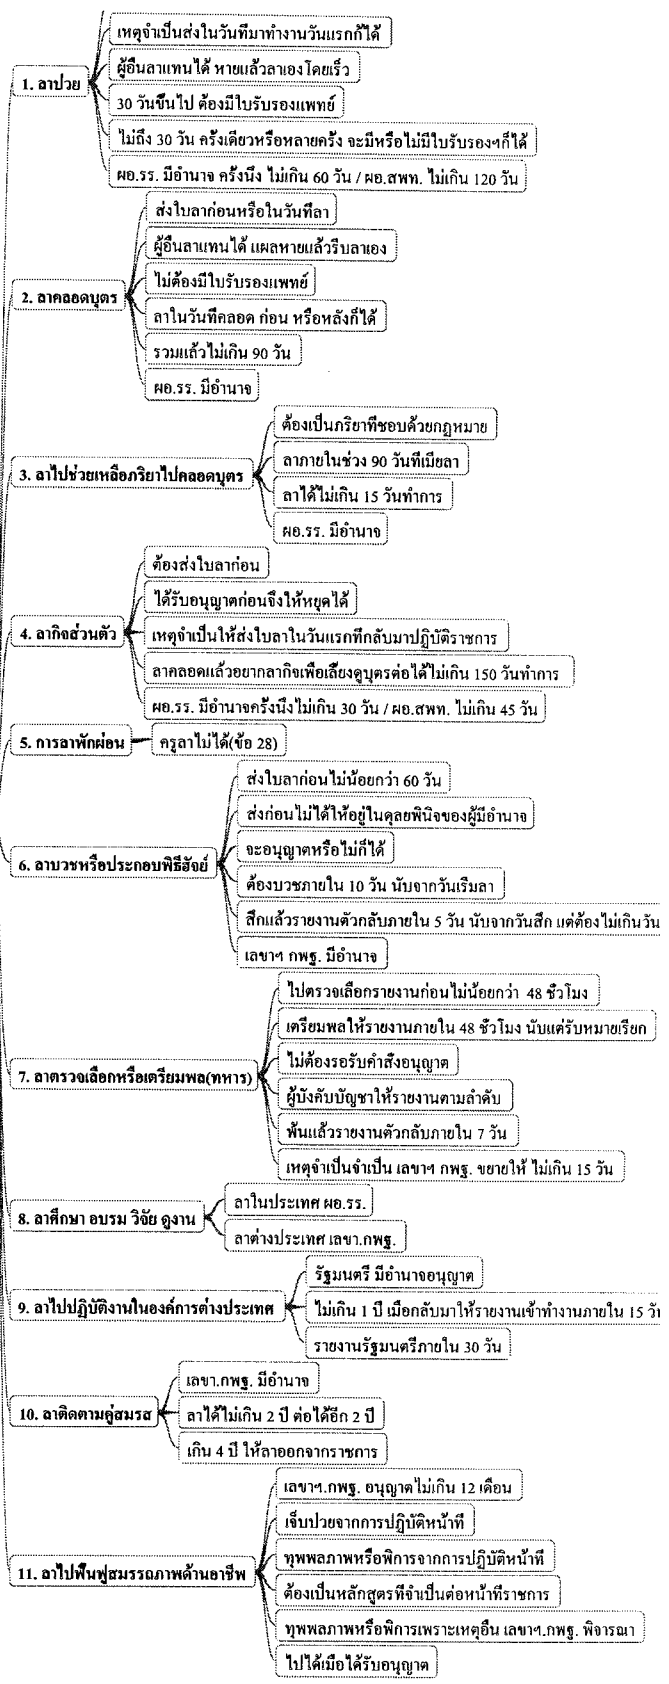 1. ลาป่วย
เหตุจำเป็นส่งในวันที่มาทำงานวันแรกก็ได้
ผู้อื่นลาแทนได้ หายแล้วลาเองโดยเร็ว
30 วันขึ้นไป ต้องมีใบรับรองแพทย์
ไม่ถึง 30 วัน ครั้งเดียวหรือหลายครั้ง จะมีหรือไม่มีใบรับรองฯก็ได้
ผอ.รร. มีอำนาจ ครั้งนึง ไม่เกิน 60 วัน / ผอ.สพท. ไม่เกิน 120 วัน
2. ลาคลอดบุตร
ส่งใบลาก่อนหรือในวันที่ลา
ผู้อื่นลาแทนได้ แผลหายแล้วรีบลาเอง
ไม่ต้องมีใบรับรองแพทย์
ลาในวันที่คลอด ก่อน หรือหลังก็ได้
รวมแล้วไม่เกิน 90 วัน
ผอ.รร. มีอำนาจ
3. ลาไปช่วยเหลือภริยาไปคลอดบุตร
ต้องเป็นภริยาที่ชอบด้วยกฎหมาย
ลาภายในช่วง 90 วันที่เมียลา
ลาได้ไม่เกิน 15 วันทำการ
ผอ.รร. มีอำนาจ
4. ลากิจส่วนตัว
ต้องส่งใบลาก่อน
ได้รับอนุญาตก่อนจึงให้หยุดได้
เหตุจำเป็นให้ส่งใบลาในวันแรกที่กลับมาปฏิบัติราชการ
ลาคลอดแล้วอยากลากิจเพื่อเลี้ยงดูบุตรต่อได้ไม่เกิน 150 วันทำการ
ผอ.รร. มีอำนาจครั้งนึงไม่เกิน 30 วัน / ผอ.สพท. ไม่เกิน 45 วัน
5. การลาพักผ่อน
ครูลาไม่ได้(ข้อ 28)
6. ลาบวชหรือประกอบพิธีฮัจย์
ส่งใบลาก่อนไม่น้อยกว่า 60 วัน
ส่งก่อนไม่ได้ให้อยู่ในดุลยพินิจของผู้มีอำนาจ
จะอนุญาตหรือไม่ก็ได้
ต้องบวชภายใน 10 วัน นับจากวันเริ่มลา
สึกแล้วรายงานตัวกลับภายใน 5 วัน นับจากวันสึก แต่ต้องไม่เกินวัน
เลขาฯ กพฐ. มีอำนาจ
7. ลาตรวจเลือกหรือเตรียมพล(ทหาร)
ไปตรวจเลือกรายงานก่อนไม่น้อยกว่า 48 ชั่วโมง
เตรียมพลให้รายงานภายใน 48 ชั่วโมง นับแต่รับหมายเรียก
ไม่ต้องรอรับคำสั่งอนุญาต
ผู้บังคับบัญชาให้รายงานตามลำดับ
พ้นแล้วรายงานตัวกลับภายใน 7 วัน
เหตุจำเป็นจำเป็น เลขาฯ กพฐ. ขยายให้ ไม่เกิน 15 วัน
8. ลาศึกษา อบรม วิจัย ดูงาน
ลาในประเทศ ผอ.รร.
ลาต่างประเทศ เลขา.กพฐ.
9. ลาไปปฏิบัติงานในองค์การต่างประเทศ
รัฐมนตรี มีอำนาจอนุญาต
ไม่เกิน 1 ปี เมื่อกลับมาให้รายงานเข้าทำงานภายใน 15 วัน
รายงานรัฐมนตรีภายใน 30 วัน
10. ลาติดตามคู่สมรส
เลขา.กพฐ. มีอำนาจ
ลาได้ไม่เกิน 2 ปี ต่อได้อีก 2 ปี
เกิน 4 ปี ให้ลาออกจากราชการ
11. ลาไปฟื้นฟูสมรรถภาพด้านอาชีพ
เลขาฯ.กพฐ. อนุญาตไม่เกิน 12 เดือน
เจ็บป่วยจากการปฏิบัติหน้าที่
ทุพพลภาพหรือพิการจากการปฏิบัติหน้าที่
ต้องเป็นหลักสูตรที่จำเป็นต่อหน้าที่ราชการ
ทุพพลภาพหรือพิการเพราะเหตุอื่น เลขาฯ.กพฐ. พิจารณา
ไปได้เมื่อได้รับอนุญาต